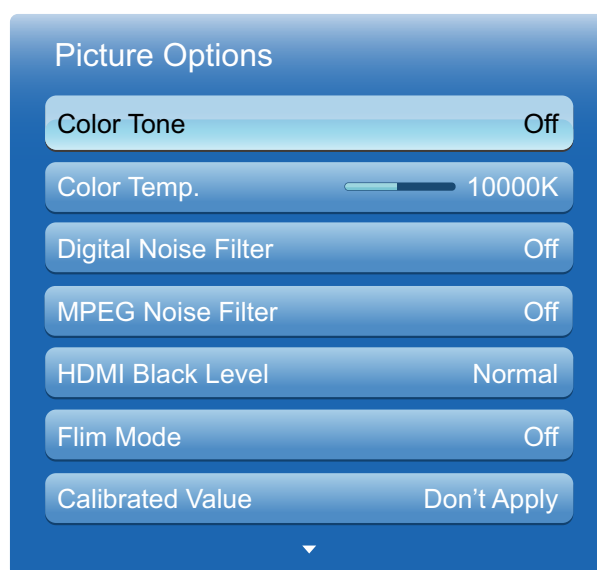 Picture Options
Color Tone Off
Color Temp. 10000K
Digital Noise Filter Off
MPEG Noise Filter Off
HDMI Black Level Normal
Flim Mode Off
Calibrated Value Don’t Apply